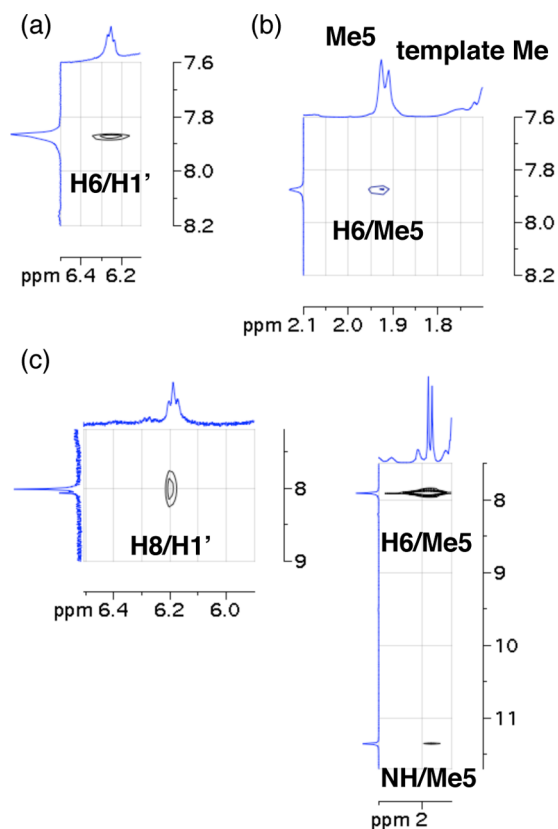 (a)
7.6
7.8
8.0
8.2
H6/H1'
ppm 6.4 6.2
(b)
Me5 template Me
7.6
7.8
8.0
8.2
H6/Me5
ppm 2.1 2.0 1.9 1.8
(c)
8
9
H8/H1'
ppm 6.4 6.2 6.0
8
H6/Me5
9
10
11
NH/Me5
ppm 2